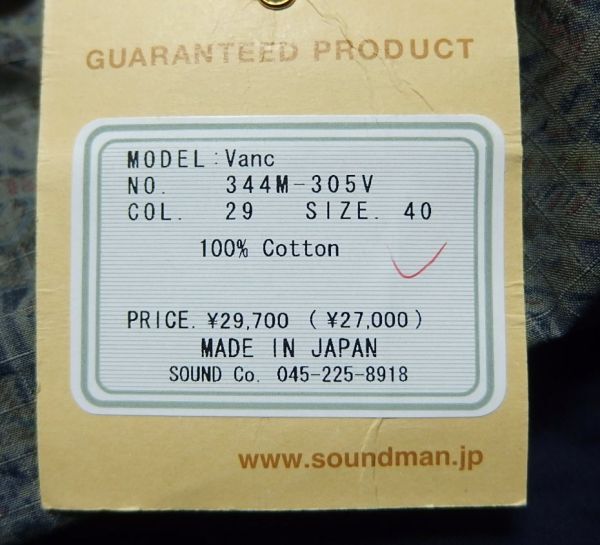 GUARANTEED PRODUCT
MODEL: Vanc
NO. 344M-305V
COL. 29 SIZE. 40
100% Cotton
PRICE. ¥29,700 (¥27,000)
MADE IN JAPAN
SOUND Co. 045-225-8918
www.soundman.jp